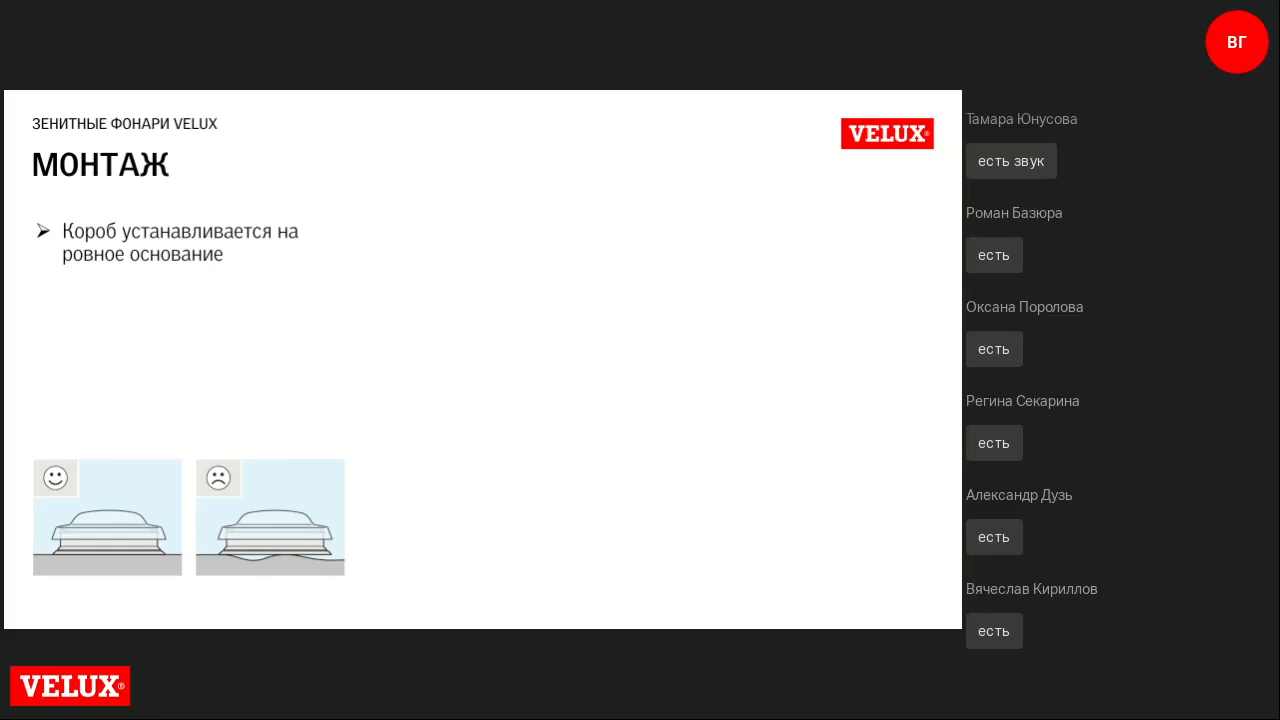 ВГ
ЗЕНИТНЫЕ ФОНАРИ VELUX
VELUX®
МОНТАЖ
➢ Короб устанавливается на
ровное основание
Тамара Юнусова
есть звук
Роман Базюра
есть
Оксана Поролова
есть
Регина Секарина
есть
Александр Дузь
есть
Вячеслав Кириллов
есть
VELUX®